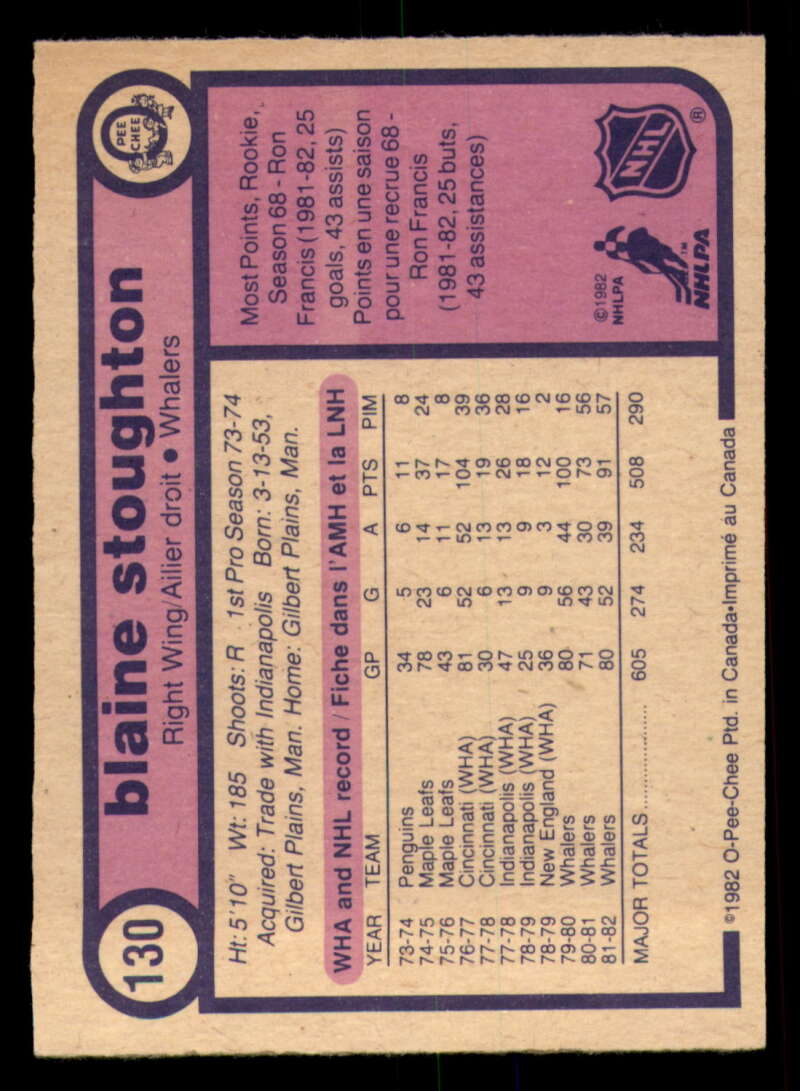 130
blaine stoughton
Right Wing/Ailier droit • Whalers
O
PEE
CHEE
Ht: 5'10" Wt: 185 Shoots: R 1st Pro Season 73-74
Acquired: Trade with Indianapolis Born: 3-13-53,
Gilbert Plains, Man. Home: Gilbert Plains, Man.
WHA and NHL record / Fiche dans l'AMH et la LNH
YEAR TEAM GP G A PTS PIM
73-74 Penguins 34 5 6 11 8
74-75 Maple Leafs 78 23 14 37 24
75-76 Maple Leafs 43 6 11 17 8
76-77 Cincinnati (WHA) 81 52 52 104 39
77-78 Cincinnati (WHA) 30 6 13 19 36
77-78 Indianapolis (WHA) 47 13 13 26 28
78-79 Indianapolis (WHA) 25 9 9 18 16
78-79 New England (WHA) 36 9 3 12 2
79-80 Whalers 80 56 44 100 16
80-81 Whalers 71 43 30 73 56
81-82 Whalers 80 52 39 91 57
MAJOR TOTALS.................... 605 274 234 508 290
Most Points, Rookie,
Season 68 - Ron
Francis (1981-82, 25
goals, 43 assists)
Points en une saison
pour une recrue 68 -
Ron Francis
(1981-82, 25 buts,
43 assistances)
©1982
NHLPA
NHL
®
™
NHLPA
©1982 O-Pee-Chee Ptd. in Canada•Imprimé au Canada